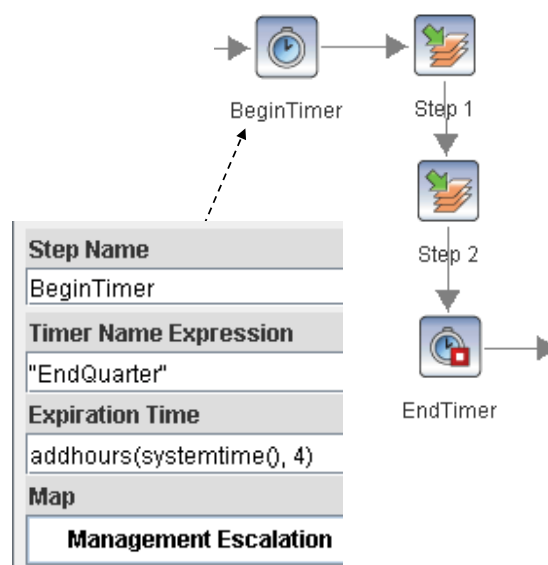 BeginTimer
Step 1
Step 2
EndTimer
Step Name
BeginTimer
Timer Name Expression
"EndQuarter"
Expiration Time
addhours(systemtime(), 4)
Map
Management Escalation